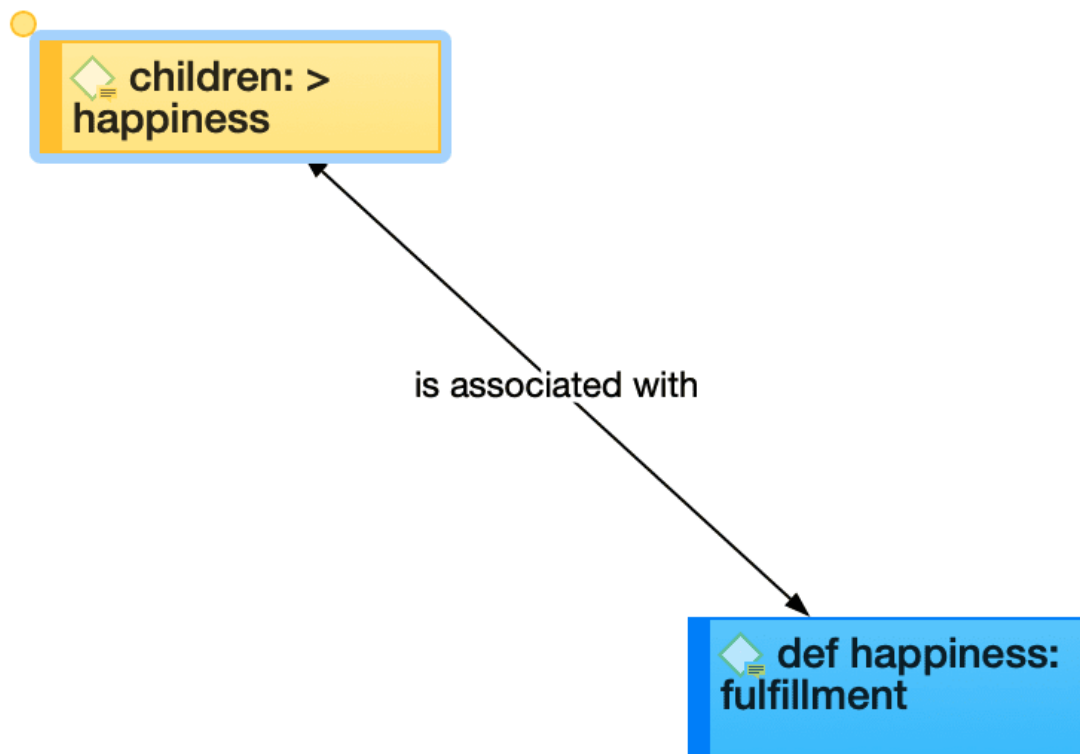 children: >
happiness
is associated with
def happiness:
fulfillment